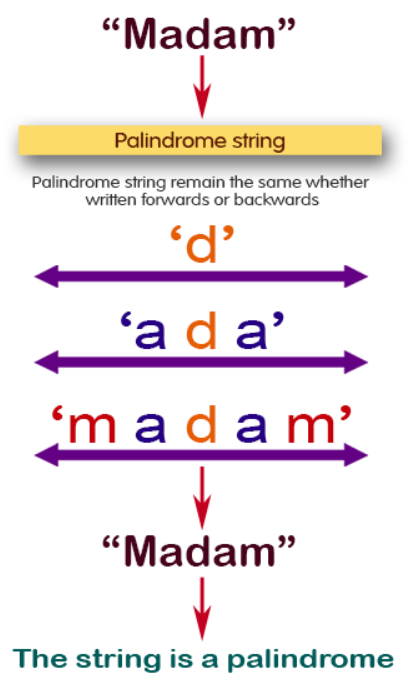 “Madam”
Palindrome string
Palindrome string remain the same whether
written forwards or backwards
‘d’
‘a d a’
‘m a d a m’
“Madam”
The string is a palindrome